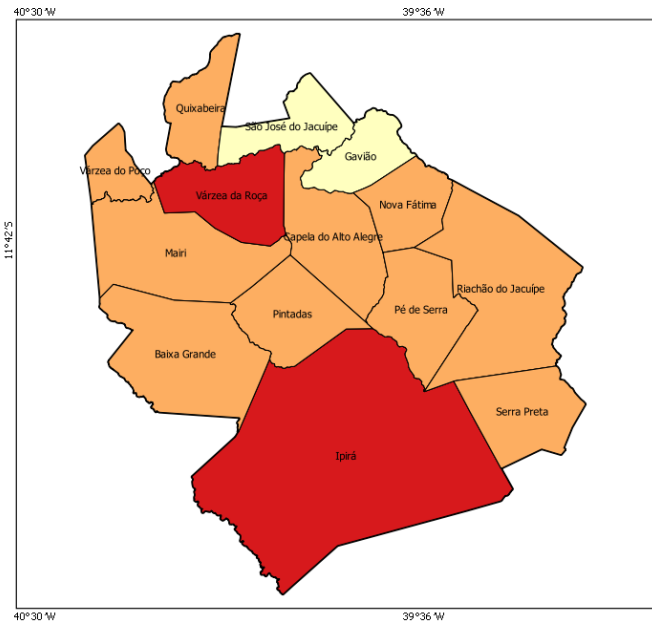 40°30 'W
39°36 'W
Quixabeira
São José do Jacuípe
Gavião
Várzea do Poço
Várzea da Roça
Nova Fátima
11°42'S
Capela do Alto Alegre
Mairi
Riachão do Jacuípe
Pintadas
Pé de Serra
Baixa Grande
Serra Preta
Ipirá
40°30 'W
39°36 'W